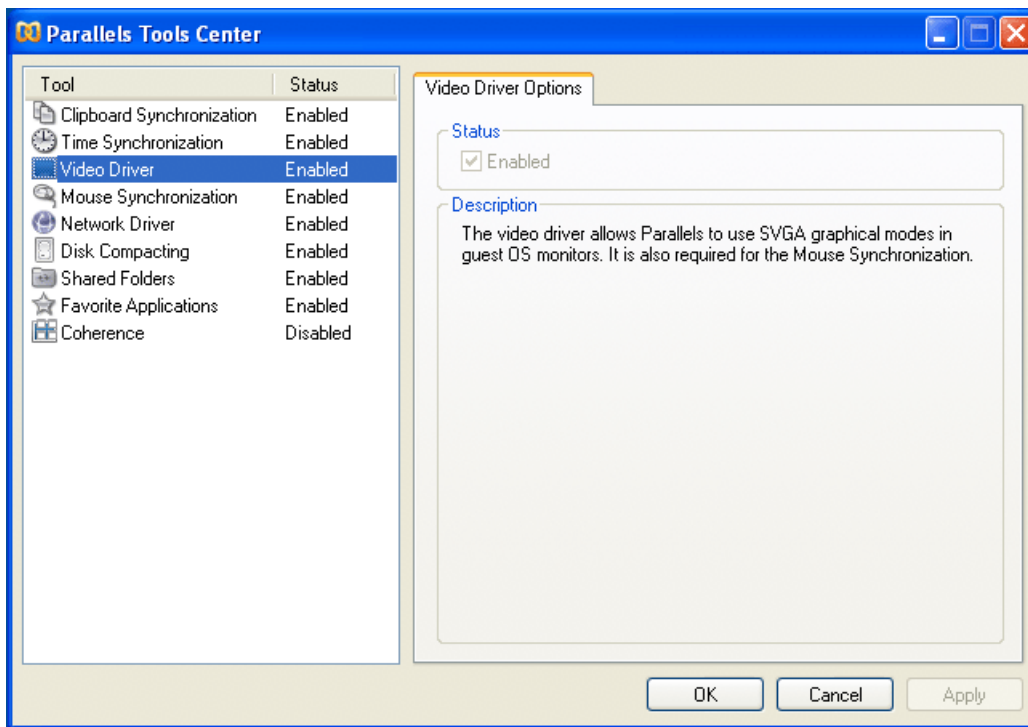 Parallels Tools Center
Tool Status
Clipboard Synchronization Enabled
Time Synchronization Enabled
Video Driver Enabled
Mouse Synchronization Enabled
Network Driver Enabled
Disk Compacting Enabled
Shared Folders Enabled
Favorite Applications Enabled
Coherence Disabled
Video Driver Options
Status
Enabled
Description
The video driver allows Parallels to use SVGA graphical modes in
guest OS monitors. It is also required for the Mouse Synchronization.
OK Cancel Apply